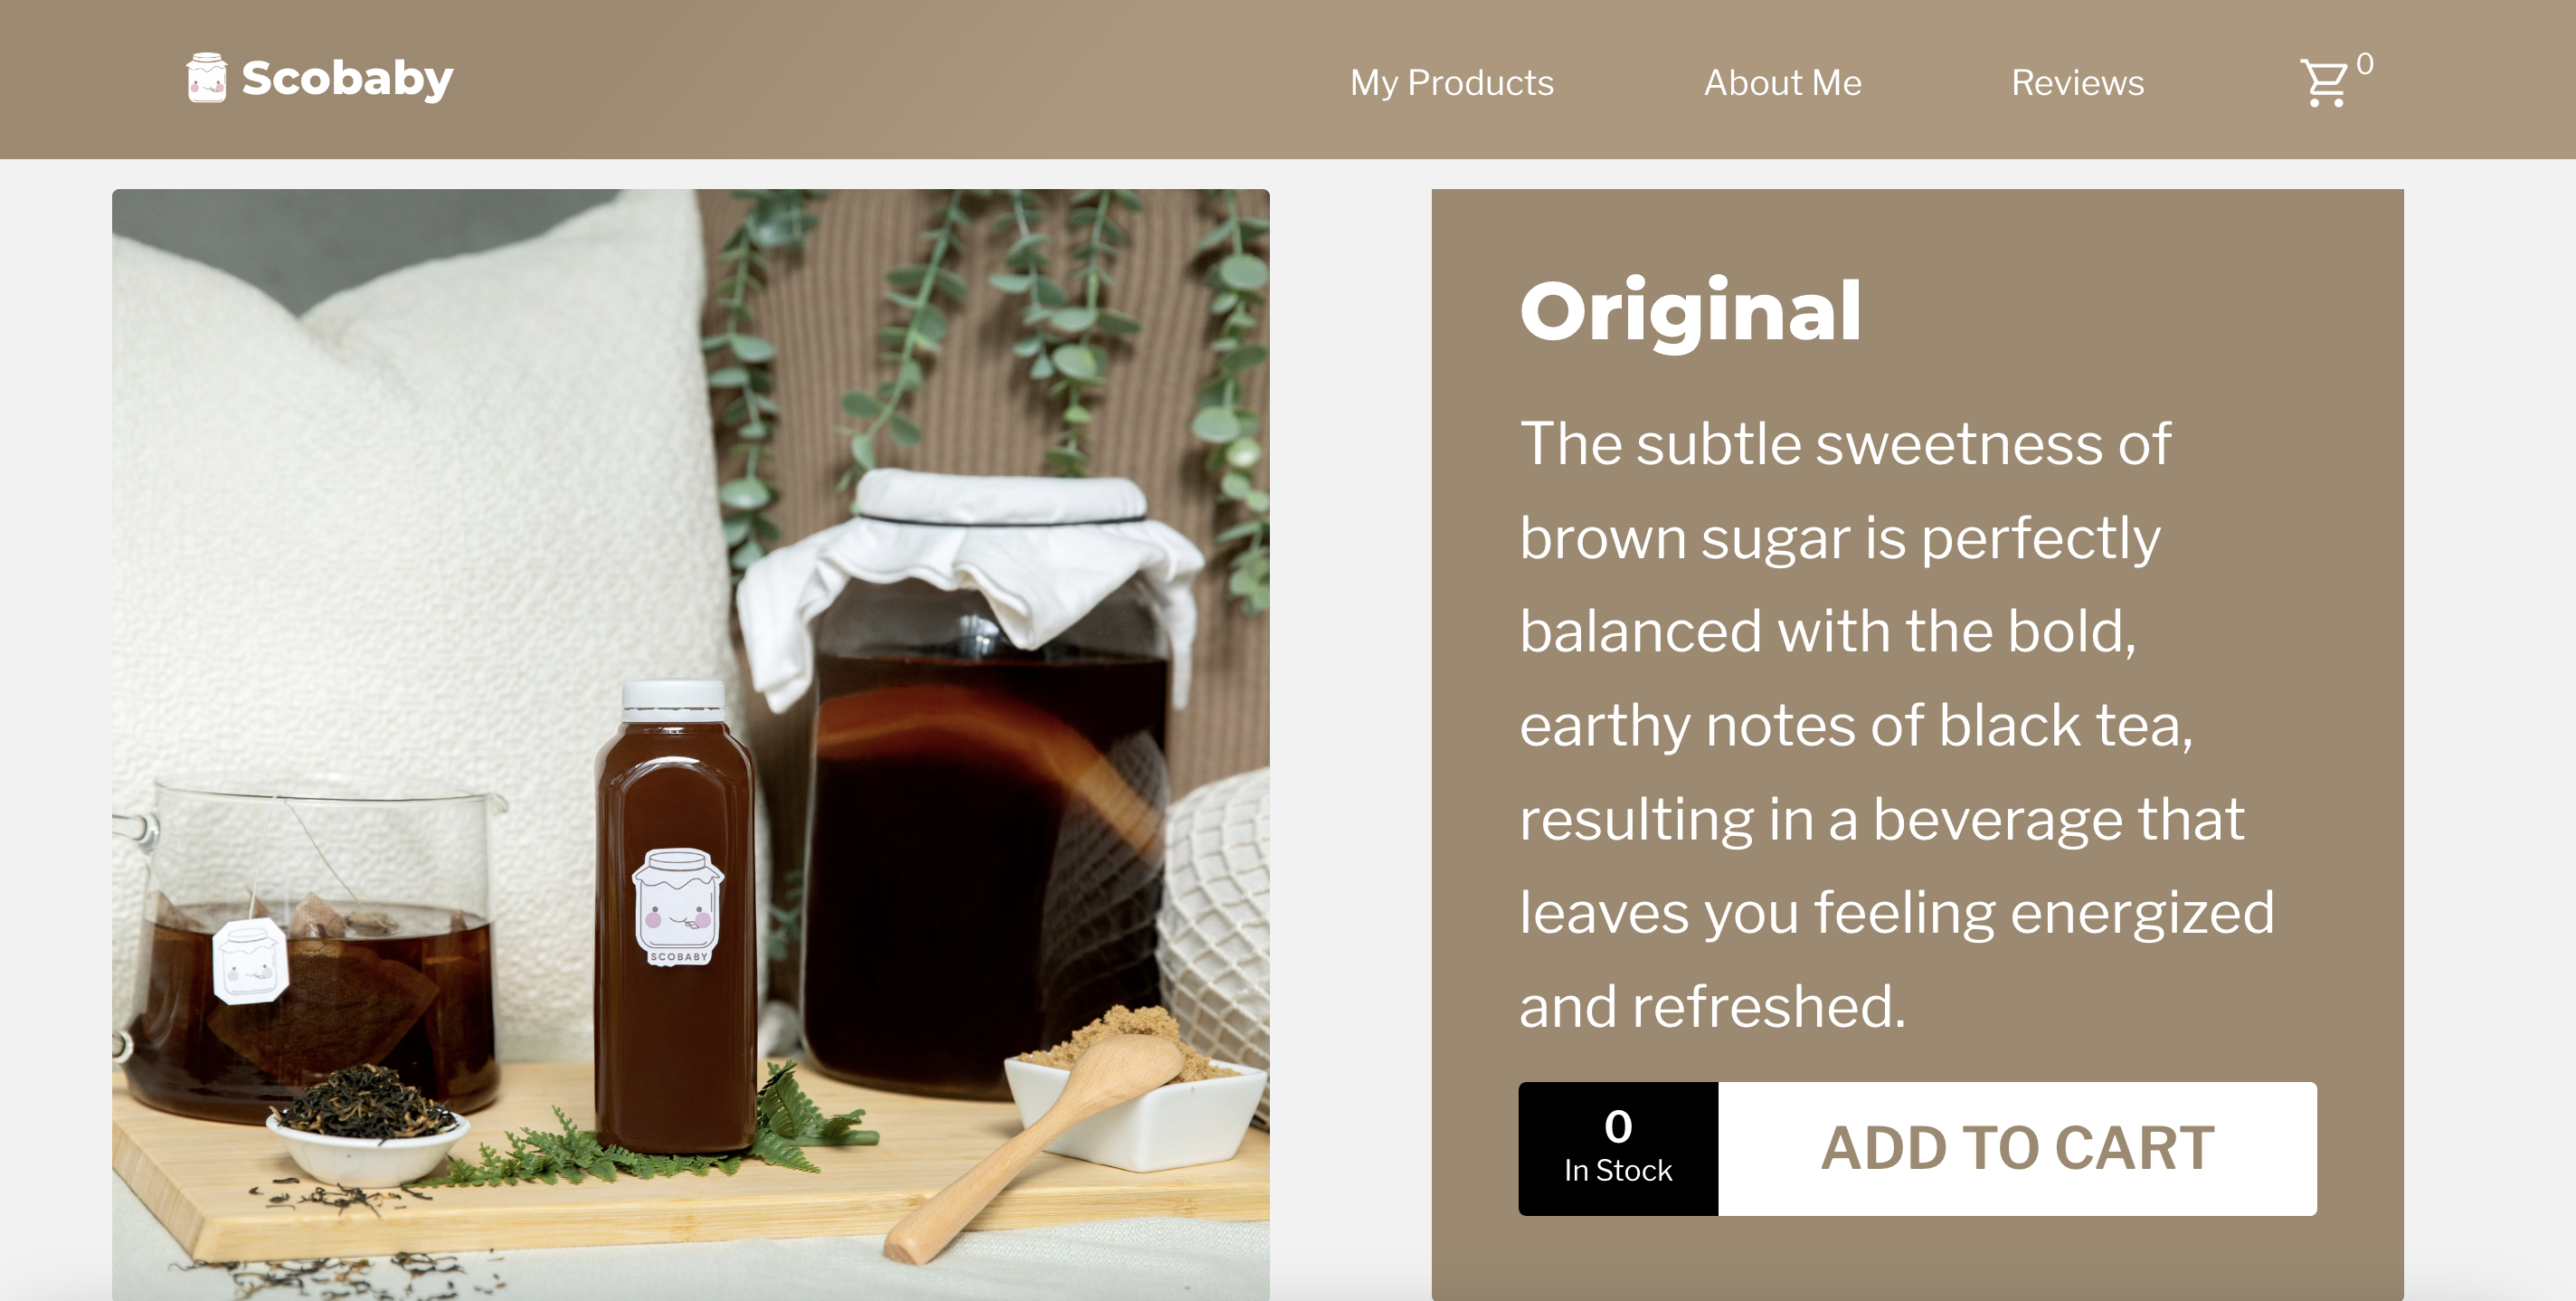 Scobaby
My Products
About Me
Reviews
0
Original
The subtle sweetness of
brown sugar is perfectly
balanced with the bold,
earthy notes of black tea,
resulting in a beverage that
leaves you feeling energized
and refreshed.
0
In Stock
ADD TO CART
SCOBABY